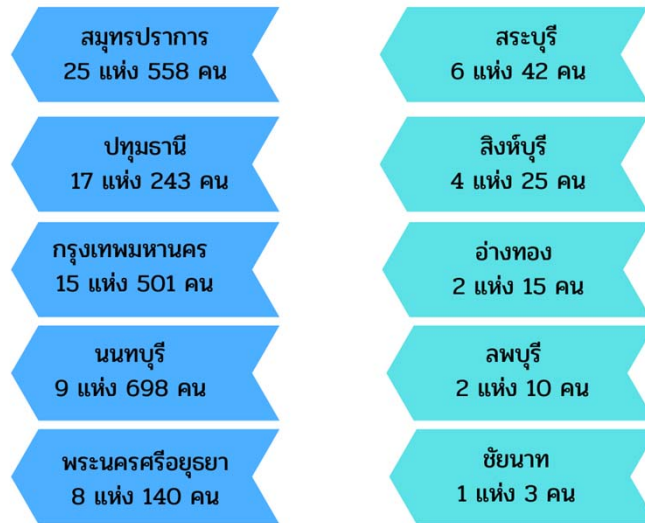 สมุทรปราการ
25 แห่ง 558 คน
ปทุมธานี
17 แห่ง 243 คน
กรุงเทพมหานคร
15 แห่ง 501 คน
นนทบุรี
9 แห่ง 698 คน
พระนครศรีอยุธยา
8 แห่ง 140 คน
สระบุรี
6 แห่ง 42 คน
สิงห์บุรี
4 แห่ง 25 คน
อ่างทอง
2 แห่ง 15 คน
ลพบุรี
2 แห่ง 10 คน
ชัยนาท
1 แห่ง 3 คน